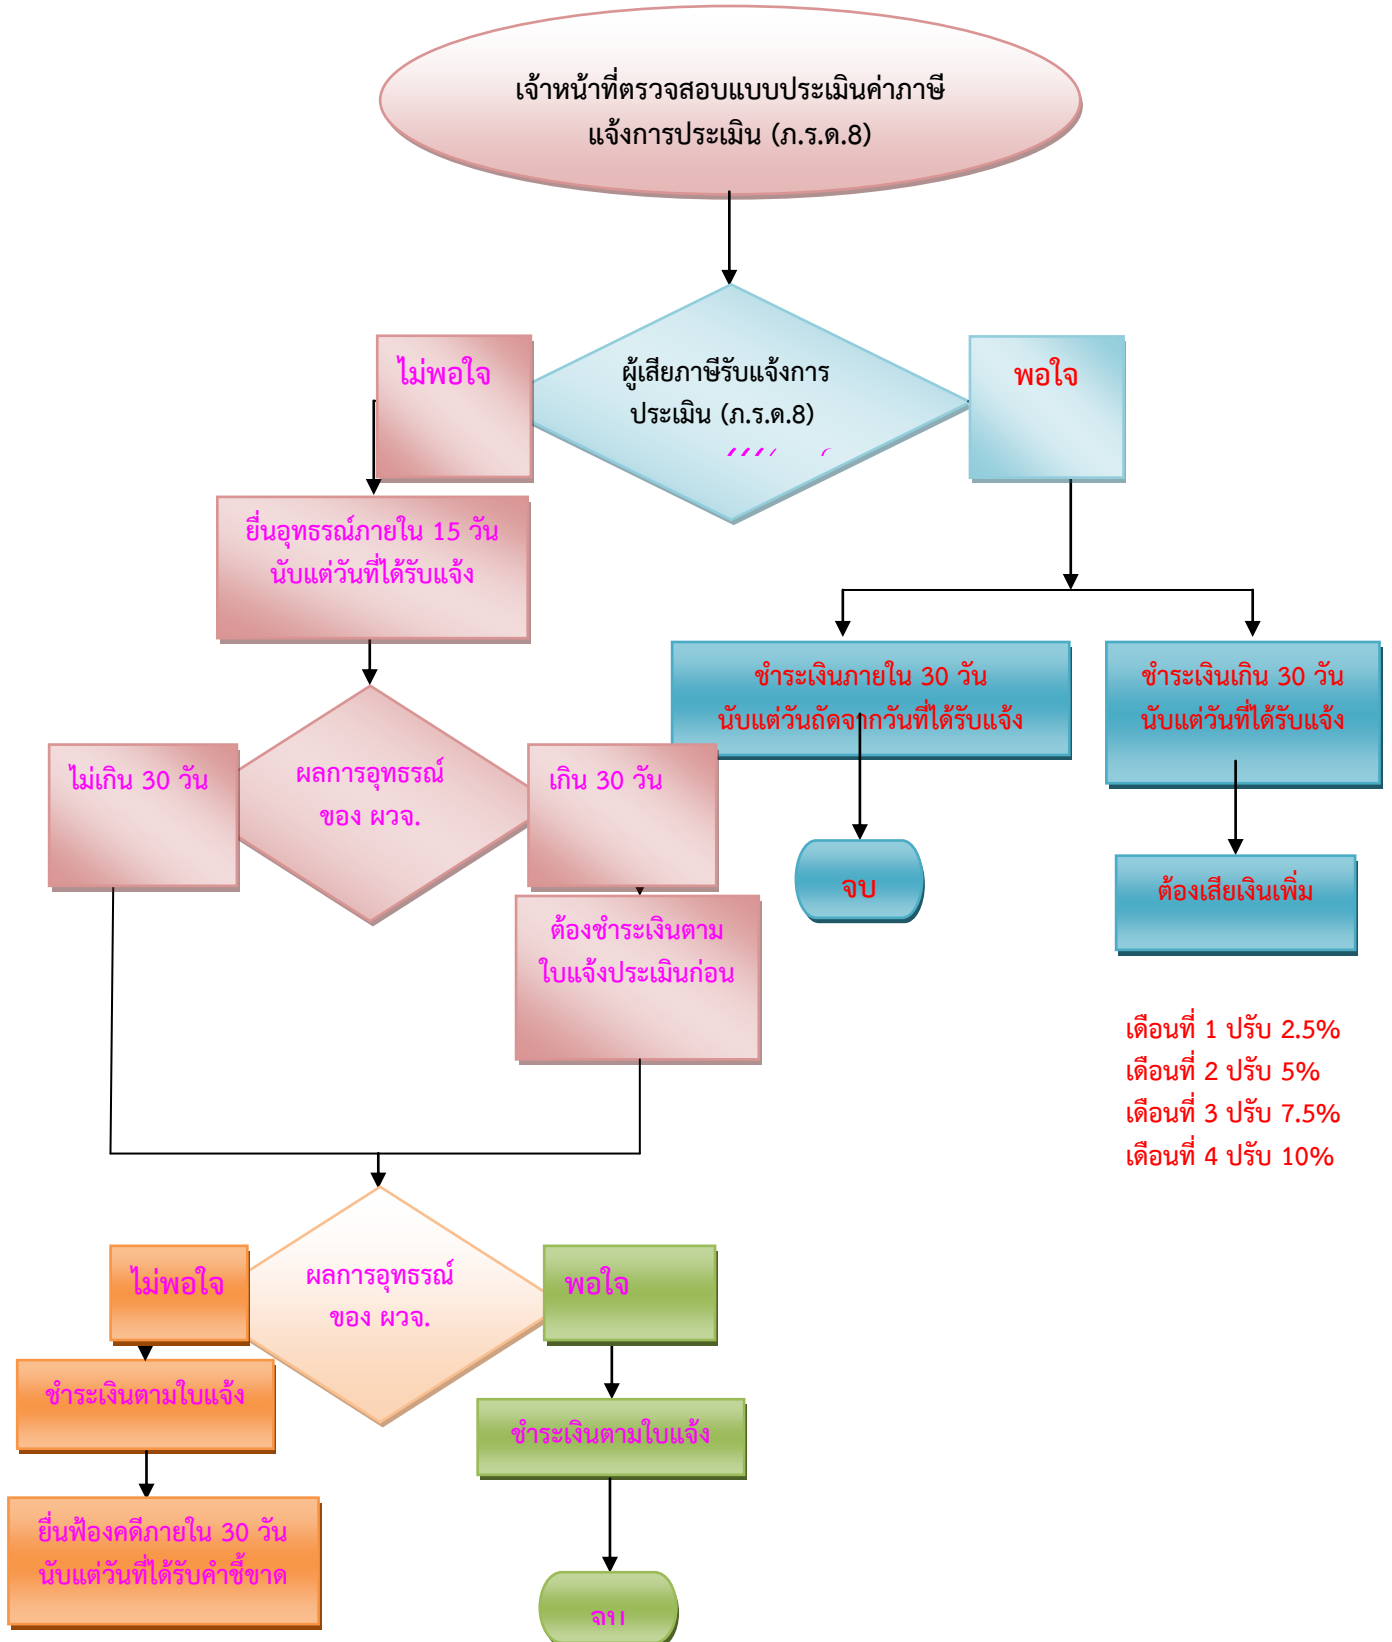 เจ้าหน้าที่ตรวจสอบแบบประเมินค่าภาษี
แจ้งการประเมิน (ภ.ร.ด.8)
ไม่พอใจ
ผู้เสียภาษีรับแจ้งการ
ประเมิน (ภ.ร.ด.8)
พอใจ
ยื่นอุทธรณ์ภายใน 15 วัน
นับแต่วันที่ได้รับแจ้ง
ชำระเงินภายใน 30 วัน
นับแต่วันถัดจากวันที่ได้รับแจ้ง
ชำระเงินเกิน 30 วัน
นับแต่วันที่ได้รับแจ้ง
ไม่เกิน 30 วัน
ผลการอุทธรณ์
ของ ผวจ.
เกิน 30 วัน
จบ
ต้องเสียเงินเพิ่ม
ต้องชำระเงินตาม
ใบแจ้งประเมินก่อน
เดือนที่ 1 ปรับ 2.5%
เดือนที่ 2 ปรับ 5%
เดือนที่ 3 ปรับ 7.5%
เดือนที่ 4 ปรับ 10%
ไม่พอใจ
ผลการอุทธรณ์
ของ ผวจ.
พอใจ
ชำระเงินตามใบแจ้ง
ชำระเงินตามใบแจ้ง
ยื่นฟ้องคดีภายใน 30 วัน
นับแต่วันที่ได้รับคำชี้ขาด
จบ